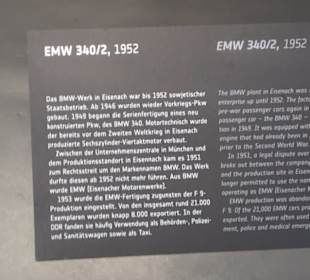 EMW 340/2, 1952
Das BMW-Werk in Eisenach war bis 1952 sowjetischer
Staatsbetrieb. Ab 1946 wurden wieder Vorkriegs-Pkw
gebaut. 1949 begann die Serienfertigung eines neu
konstruierten Pkw, des BMW 340. Motortechnisch wurde
der bereits vor dem Zweiten Weltkrieg in Eisenach
produzierte Sechszylinder-Viertaktmotor verbaut.
Zwischen der Unternehmenszentrale in München und
dem Produktionsstandort in Eisennach kam es 1951
zum Rechtsstreit um den Markennamen BMW. Das Werk
durfte diesen ab 1952 nicht mehr führen. Aus BMW
wurde EMW (Eisenacher Motorenwerke).
1953 wurde die EMW-Fertigung zugunsten der F 9-
Produktion eingestellt. Von den insgesamt rund 21.000
Exemplaren wurden knapp 8.000 exportiert. In der
DDR fanden sie häufig Verwendung als Behörden-, Polizei-
und Sanitätswagen sowie als Taxi.
EMW 340/2, 1952
The BMW plant in Eisenach was
enterprise up until 1952. The fact
pre-war passenger cars again in
passenger car – the BMW 340 –
tion in 1949. It was equipped wit
engine that had already been in
prior to the Second World War.
In 1951, a legal dispute over
broke out between the company
and the production site in Eisen
longer permitted to use the nam
operating as EMW (Eisenacher M
EMW production was abandon
F 9. Of the 21,000 EMW cars pro
exported. They were often used
ment, police and medical emerg